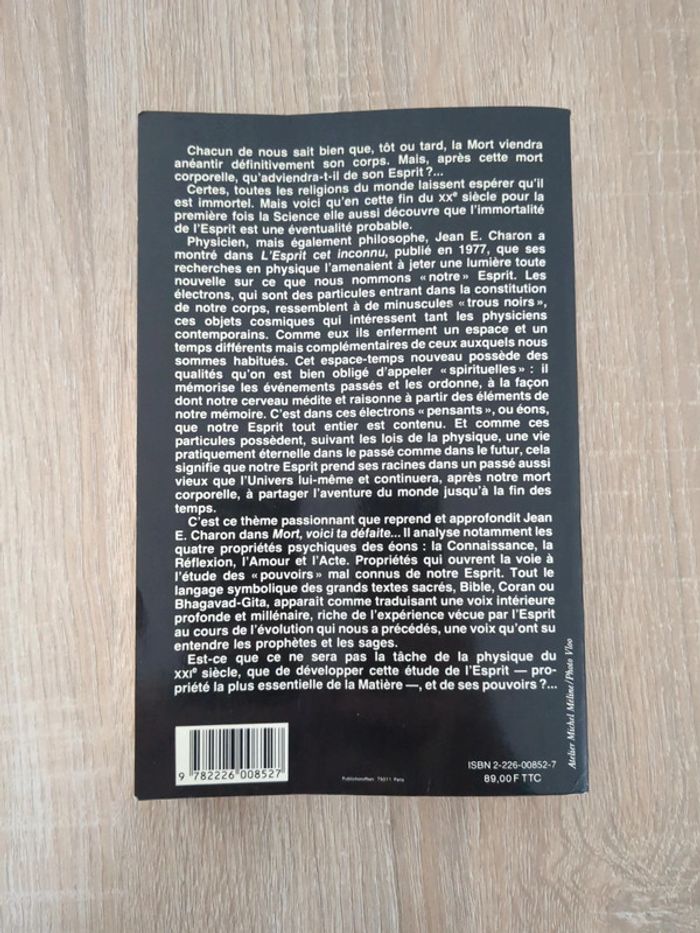 Chacun de nous sait bien que, tôt ou tard, la Mort viendra
anéantir définitivement son corps. Mais, après cette mort
corporelle, qu'adviendra-t-il de son Esprit ?...
Certes, toutes les religions du monde laissent espérer qu'il
est immortel. Mais voici qu'en cette fin du XXe siècle pour la
première fois la Science elle aussi découvre que l'immortalité
de l'Esprit est une éventualité probable.
Physicien, mais également philosophe, Jean E. Charon a
montré dans L'Esprit cet inconnu, publié en 1977, que ses
recherches en physique l'amenaient à jeter une lumière toute
nouvelle sur ce que nous nommons « notre » Esprit. Les
électrons, qui sont des particules entrant dans la constitution
de notre corps, ressemblent à de minuscules « trous noirs »,
ces objets cosmiques qui intéressent tant les physiciens
contemporains. Comme eux ils enferment un espace et un
temps différents mais complémentaires de ceux auxquels nous
sommes habitués. Cet espace-temps nouveau possède des
qualités qu'on est bien obligé d'appeler « spirituelles » : il
mémorise les événements passés et les ordonne, à la façon
dont notre cerveau médite et raisonne à partir des éléments de
notre mémoire. C'est dans ces électrons « pensants », ou éons,
que notre Esprit tout entier est contenu. Et comme ces
particules possèdent, suivant les lois de la physique, une vie
pratiquement éternelle dans le passé comme dans le futur, cela
signifie que notre Esprit prend ses racines dans un passé aussi
vieux que l'Univers lui-même et continuera, après notre mort
corporelle, à partager l'aventure du monde jusqu'à la fin des
temps.
C'est ce thème passionnant que reprend et approfondit Jean
E. Charon dans Mort, voici ta défaite... Il analyse notamment les
quatre propriétés psychiques des éons : la Connaissance, la
Réflexion, l'Amour et l'Acte. Propriétés qui ouvrent la voie à
l'étude des « pouvoirs » mal connus de notre Esprit. Tout le
langage symbolique des grands textes sacrés, Bible, Coran ou
Bhagavad-Gita, apparaît comme traduisant une voix intérieure
profonde et millénaire, riche de l'expérience vécue par l'Esprit
au cours de l'évolution qui nous a précédés, une voix qu'ont su
entendre les prophètes et les sages.
Est-ce que ce ne sera pas la tâche de la physique du
XXIe siècle, que de développer cette étude de l'Esprit — pro-
priété la plus essentielle de la Matière —, et de ses pouvoirs ?...
Atelier Michel Méline / Photo Vloo
9 782226 008527
75011 Paris
ISBN 2-226-00852-7
89,00 F TTC